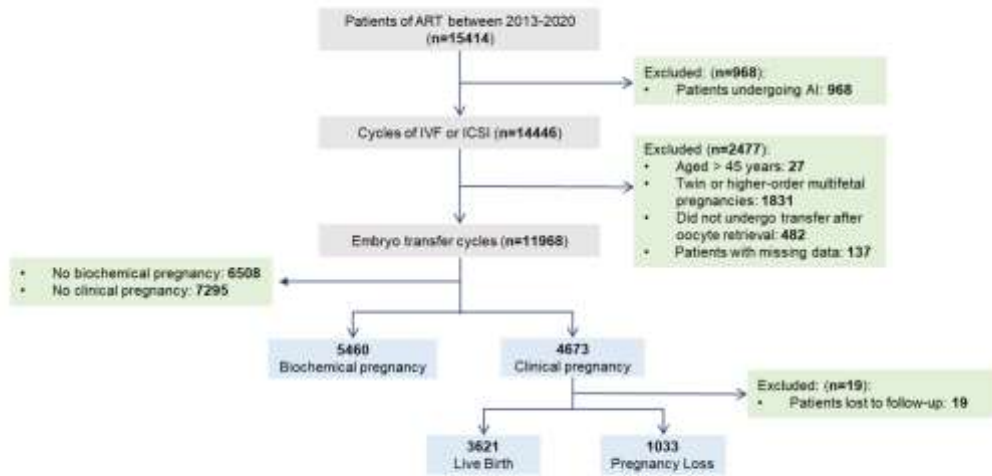 Patients of ART between 2013-2020
(n=15414)
Excluded: (n=968):
• Patients undergoing AI: 968
Cycles of IVF or ICSI (n=14446)
Excluded (n=2477):
• Aged > 45 years: 27
• Twin or higher-order multifetal
pregnancies: 1831
• Did not undergo transfer after
oocyte retrieval: 482
• Patients with missing data: 137
Embryo transfer cycles (n=11968)
• No biochemical pregnancy: 6508
• No clinical pregnancy: 7295
5460
Biochemical pregnancy
4673
Clinical pregnancy
Excluded: (n=19):
• Patients lost to follow-up: 19
3621
Live Birth
1033
Pregnancy Loss